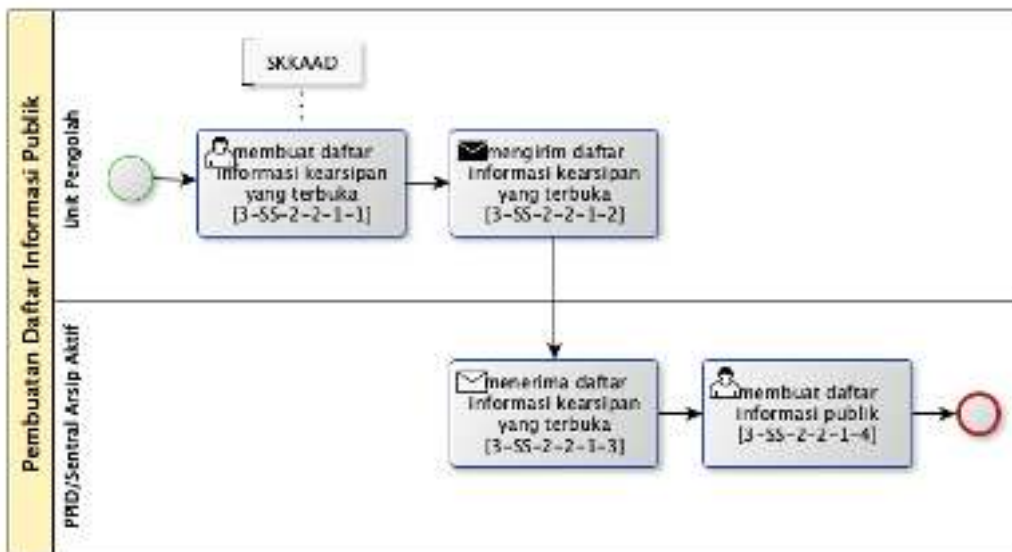 Pembuatan Daftar Informasi Publik
Unit Pengolah
SKKAAD
membuat daftar
informasi kearsipan
yang terbuka
[3-SS-2-2-1-1]
mengirim daftar
informasi kearsipan
yang terbuka
[3-SS-2-2-1-2]
PPID/Sentral Arsip Aktif
menerima daftar
informasi kearsipan
yang terbuka
[3-SS-2-2-1-3]
membuat daftar
informasi publik
[3-SS-2-2-1-4]